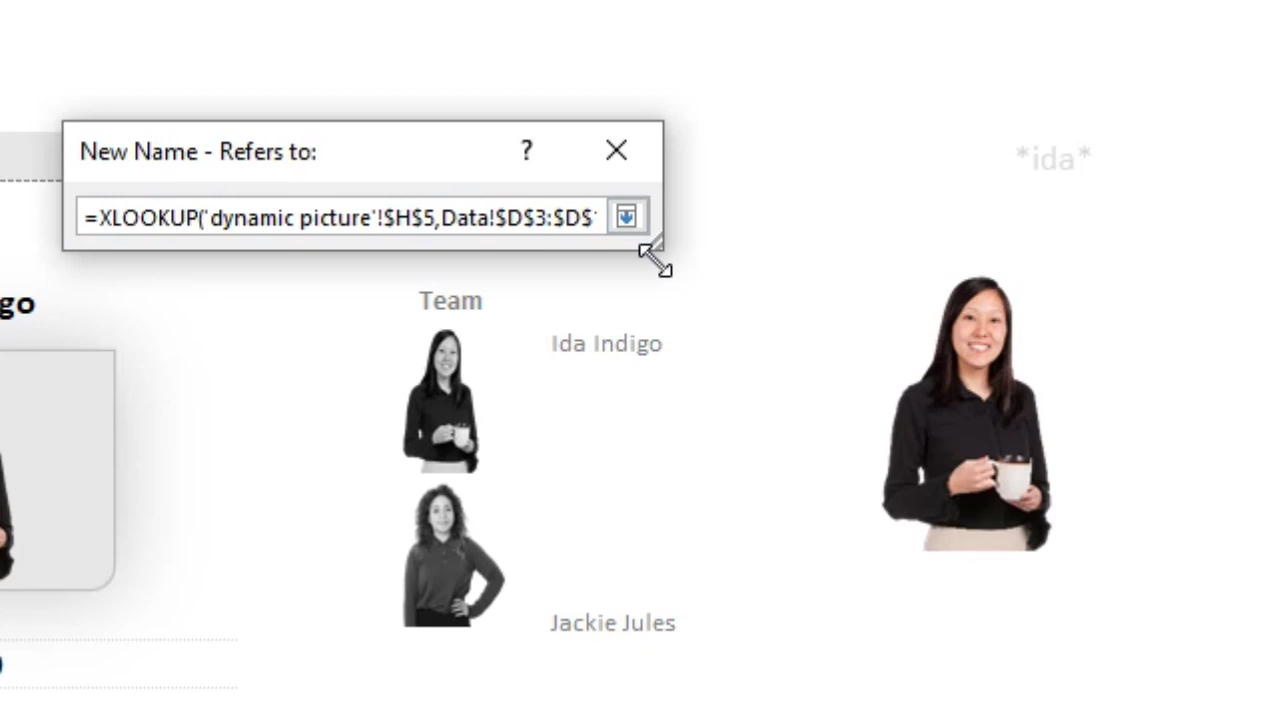 New Name - Refers to:
?
*ida*
=XLOOKUP('dynamic picture'!$H$5,Data!$D$3:$D$
go
Team
Ida Indigo
Jackie Jules